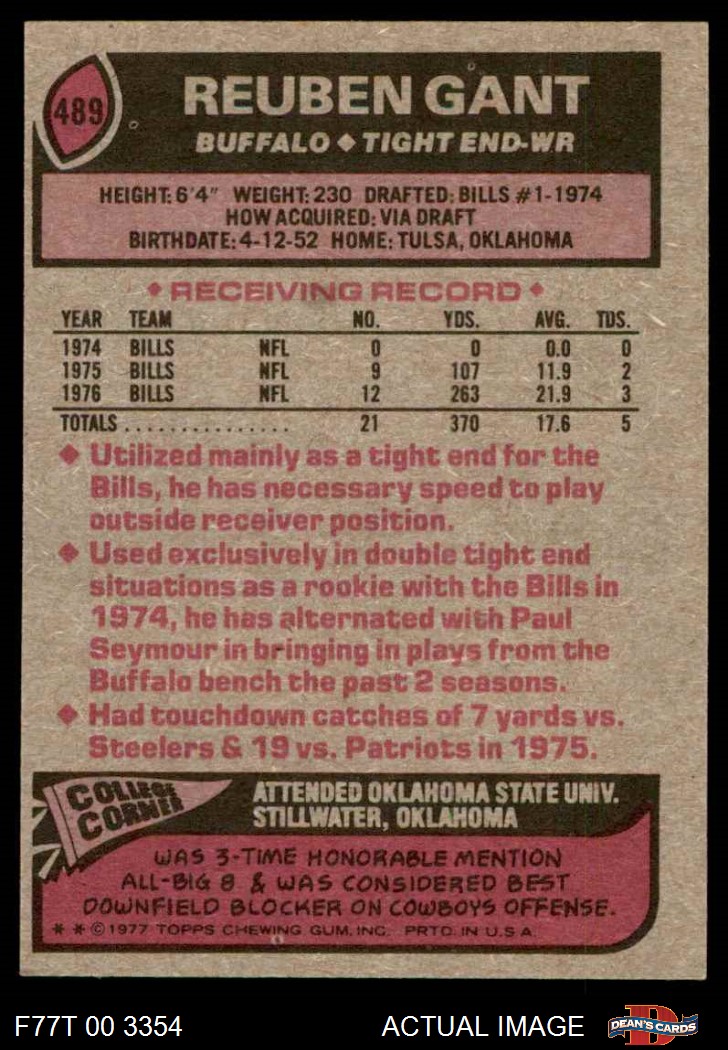 489
REUBEN GANT
BUFFALO ◆ TIGHT END-WR
HEIGHT: 6'4" WEIGHT: 230 DRAFTED: BILLS #1-1974
HOW ACQUIRED: VIA DRAFT
BIRTHDATE: 4-12-52 HOME: TULSA, OKLAHOMA
◆ RECEIVING RECORD ◆
YEAR TEAM NO. YDS. AVG. TDS.
1974 BILLS NFL 0 0 0.0 0
1975 BILLS NFL 9 107 11.9 2
1976 BILLS NFL 12 263 21.9 3
TOTALS ............... 21 370 17.6 5
◆ Utilized mainly as a tight end for the
Bills, he has necessary speed to play
outside receiver position.
◆ Used exclusively in double tight end
situations as a rookie with the Bills in
1974, he has alternated with Paul
Seymour in bringing in plays from the
Buffalo bench the past 2 seasons.
◆ Had touchdown catches of 7 yards vs.
Steelers & 19 vs. Patriots in 1975.
COLLEGE
CORNER
ATTENDED OKLAHOMA STATE UNIV.
STILLWATER, OKLAHOMA
WAS 3-TIME HONORABLE MENTION
ALL-BIG 8 & WAS CONSIDERED BEST
DOWNFIELD BLOCKER ON COWBOYS OFFENSE.
* * © 1977 TOPPS CHEWING GUM, INC. PRTD. IN U.S.A.
F77T 00 3354 ACTUAL IMAGE
D
DEAN'S CARDS